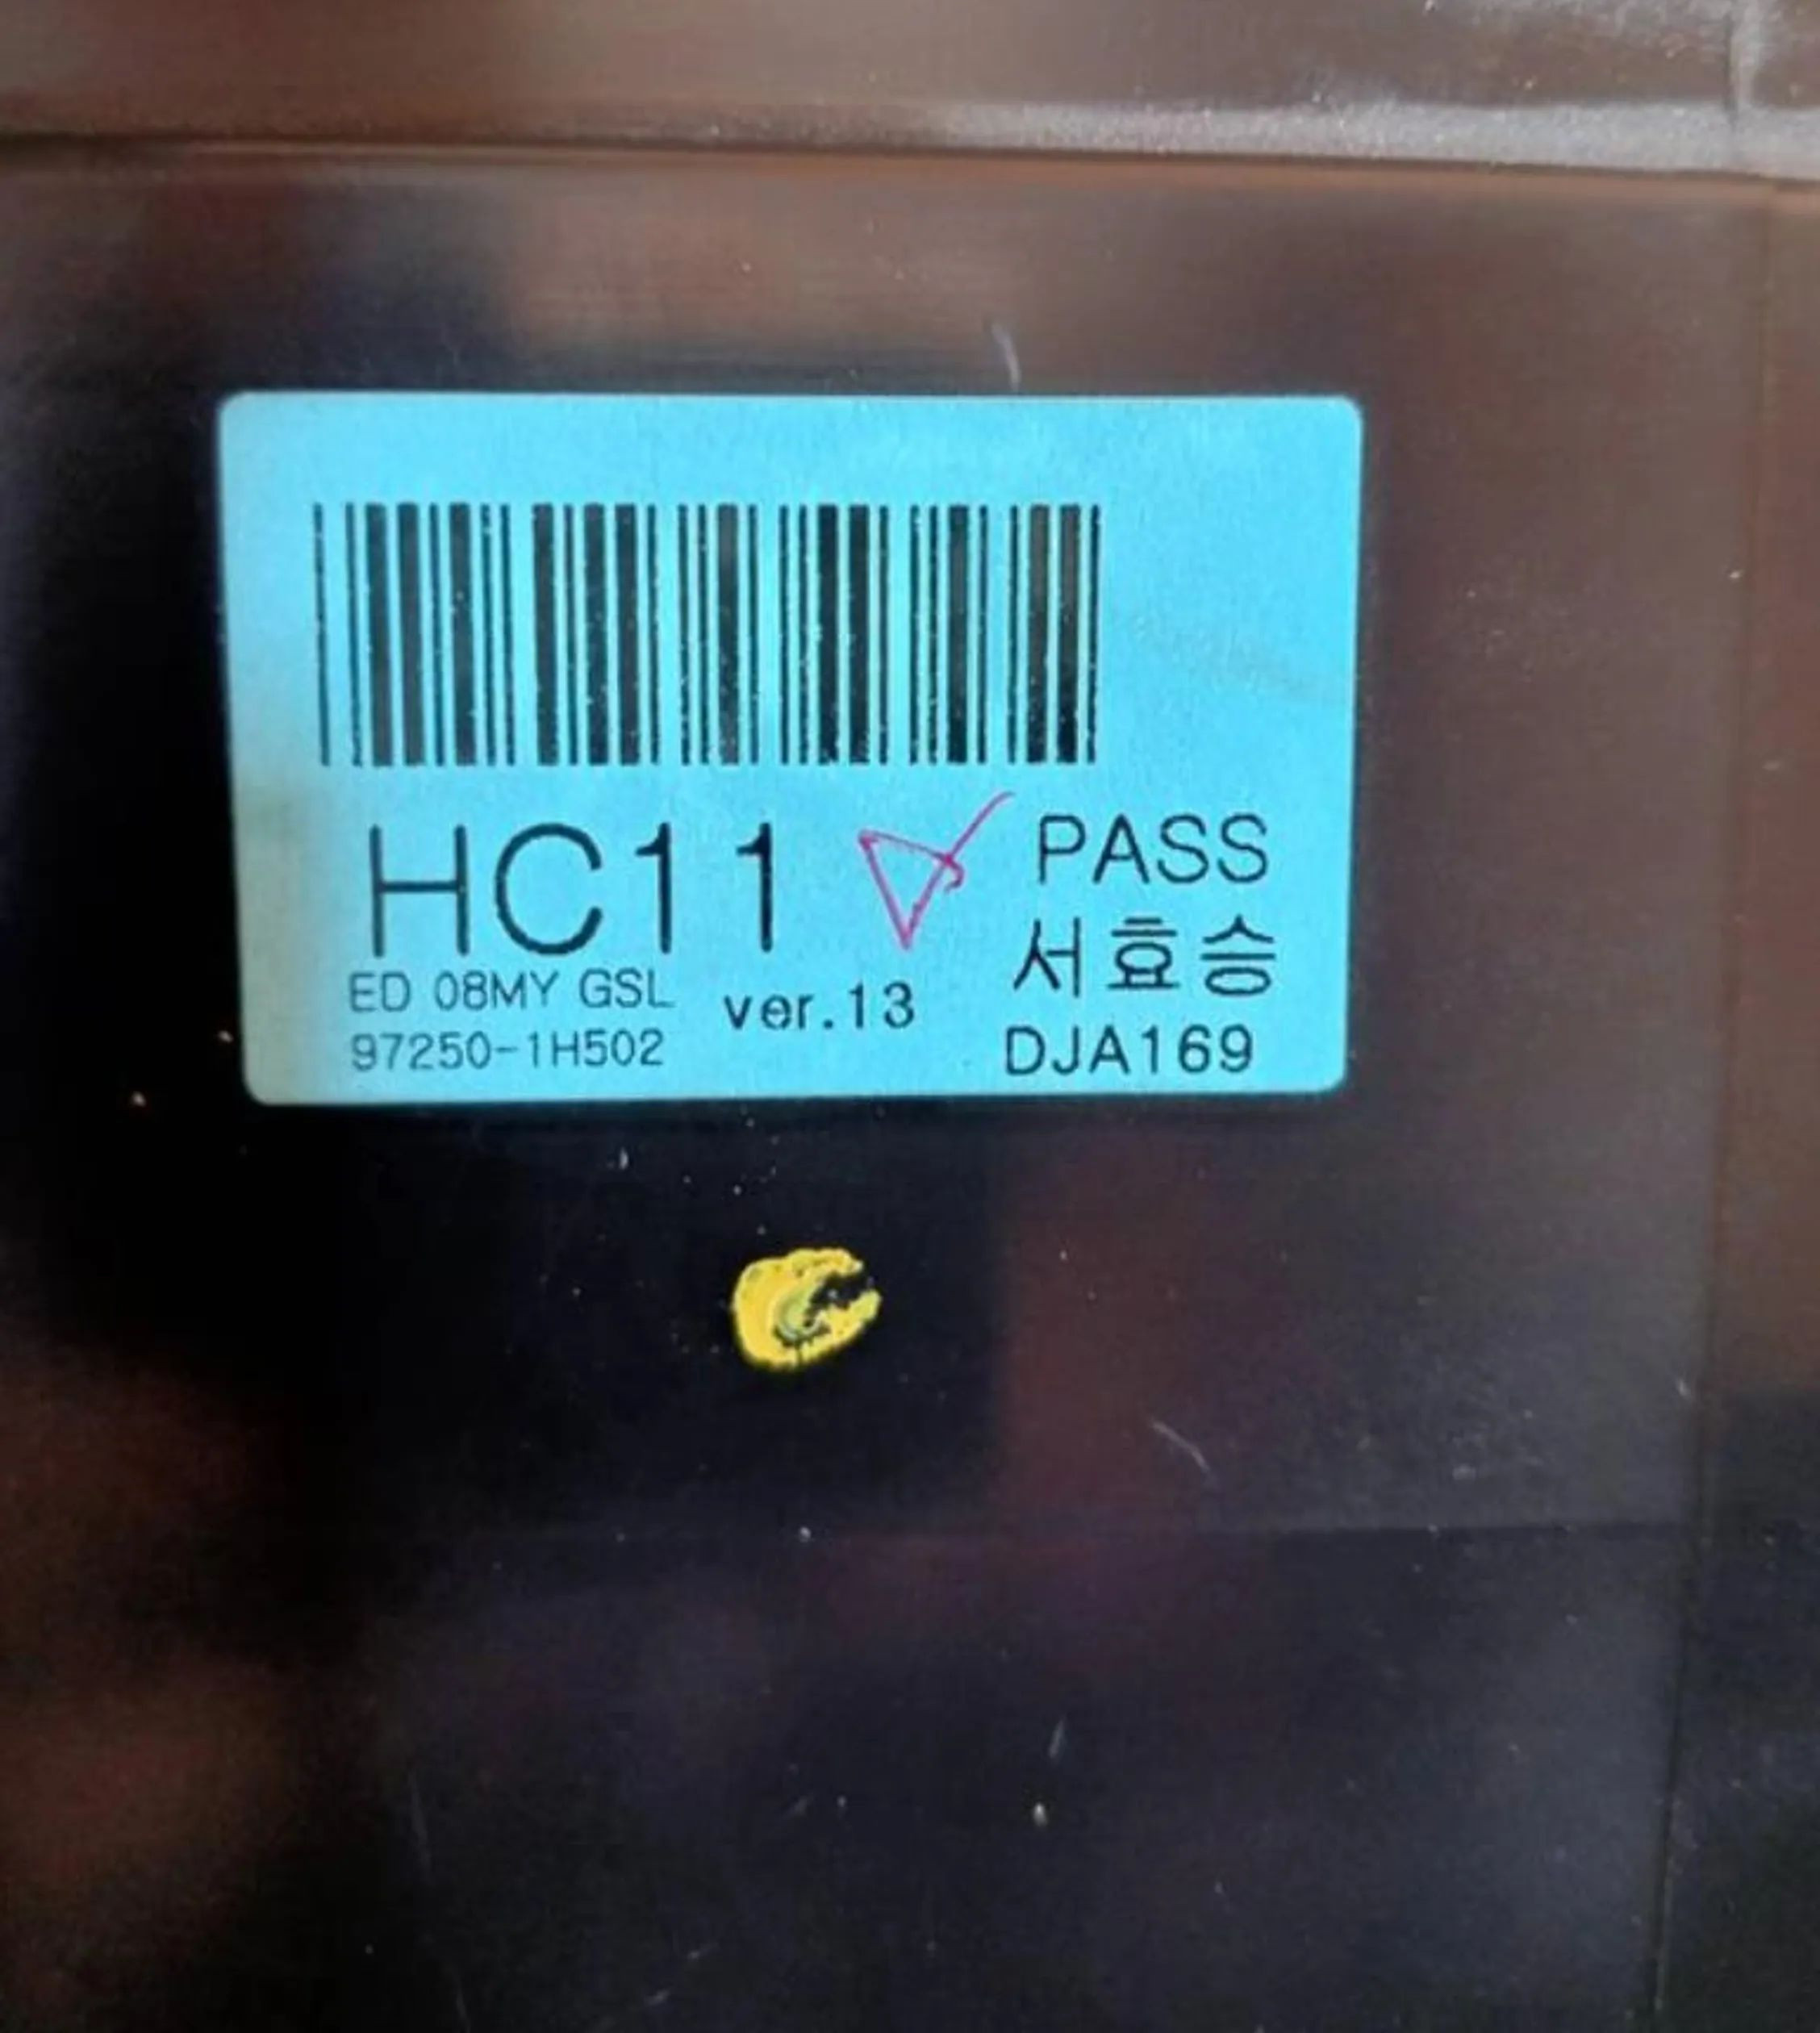 HC11
PASS
서효승
ED 08MY GSL
ver.13
97250-1H502
DJA169